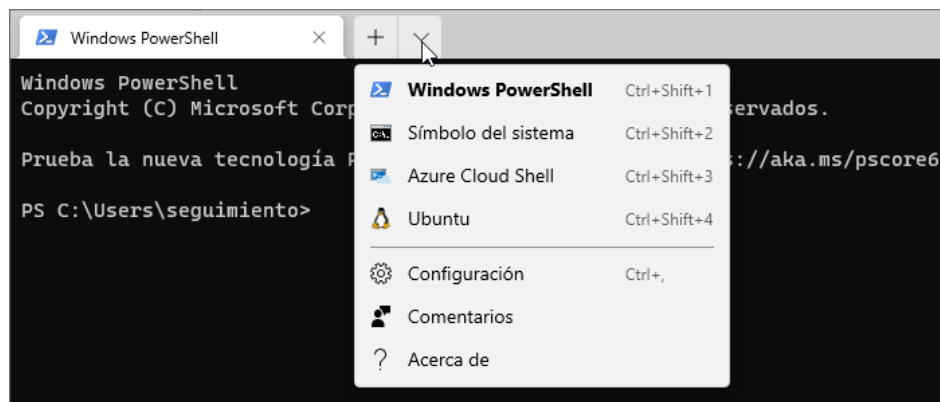 Windows PowerShell
Windows PowerShell
Copyright (C) Microsoft Corp ervados.
Prueba la nueva tecnología P s://aka.ms/pscore6
PS C:\Users\seguimiento>
Windows PowerShell Ctrl+Shift+1
Símbolo del sistema Ctrl+Shift+2
Azure Cloud Shell Ctrl+Shift+3
Ubuntu Ctrl+Shift+4
Configuración Ctrl+,
Comentarios
? Acerca de